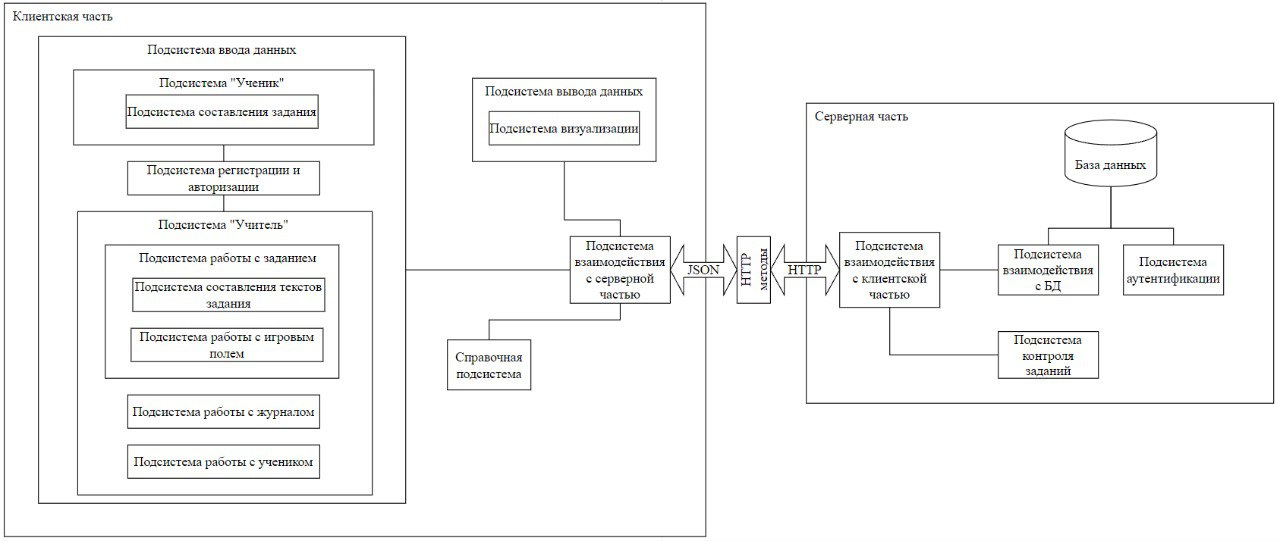 Клиентская часть
Подсистема ввода данных
Подсистема "Ученик"
Подсистема составления задания
Подсистема регистрации и
авторизации
Подсистема "Учитель"
Подсистема работы с заданием
Подсистема составления текстов
задания
Подсистема работы с игровым
полем
Подсистема работы с журналом
Подсистема работы с учеником
Подсистема вывода данных
Подсистема визуализации
Подсистема
взаимодействия
с серверной
частью
Справочная
подсистема
JSON
HTTP
методы
HTTP
Серверная часть
База данных
Подсистема
взаимодействия
с клиентской
частью
Подсистема
взаимодействия
с БД
Подсистема
аутентификации
Подсистема
контроля
заданий